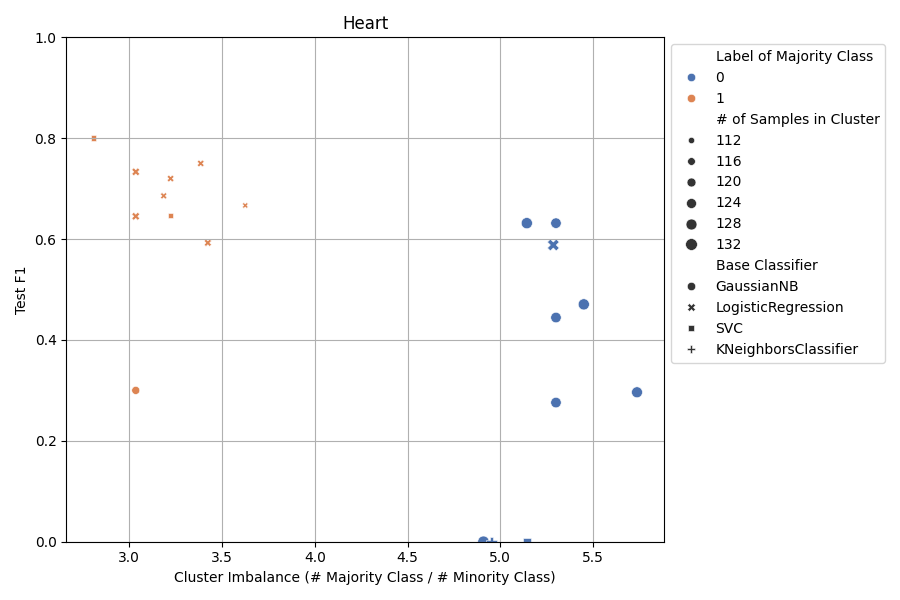 Heart
1.0
0.8
0.6
0.4
0.2
0.0
Test F1
3.0 3.5 4.0 4.5 5.0 5.5
Cluster Imbalance (# Majority Class / # Minority Class)
Label of Majority Class
0
1
# of Samples in Cluster
112
116
120
124
128
132
Base Classifier
GaussianNB
LogisticRegression
SVC
KNeighborsClassifier